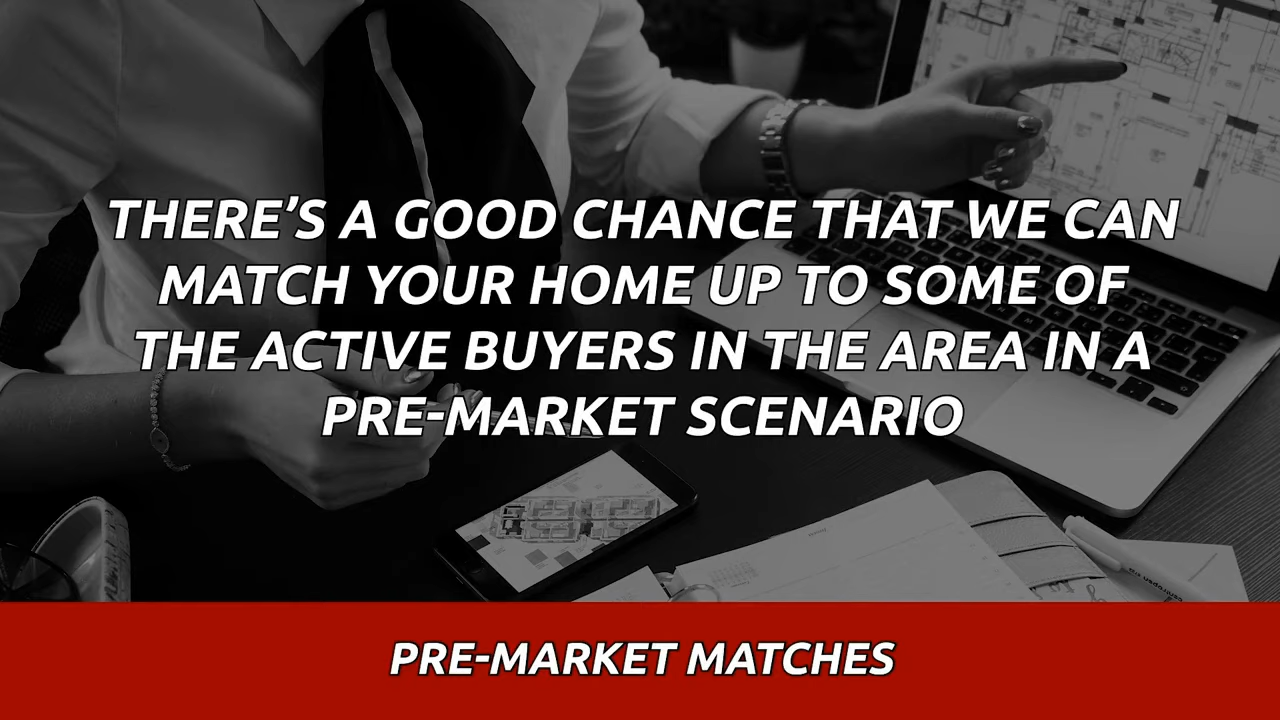 THERE’S A GOOD CHANCE THAT WE CAN
MATCH YOUR HOME UP TO SOME OF
THE ACTIVE BUYERS IN THE AREA IN A
PRE-MARKET SCENARIO
PRE-MARKET MATCHES